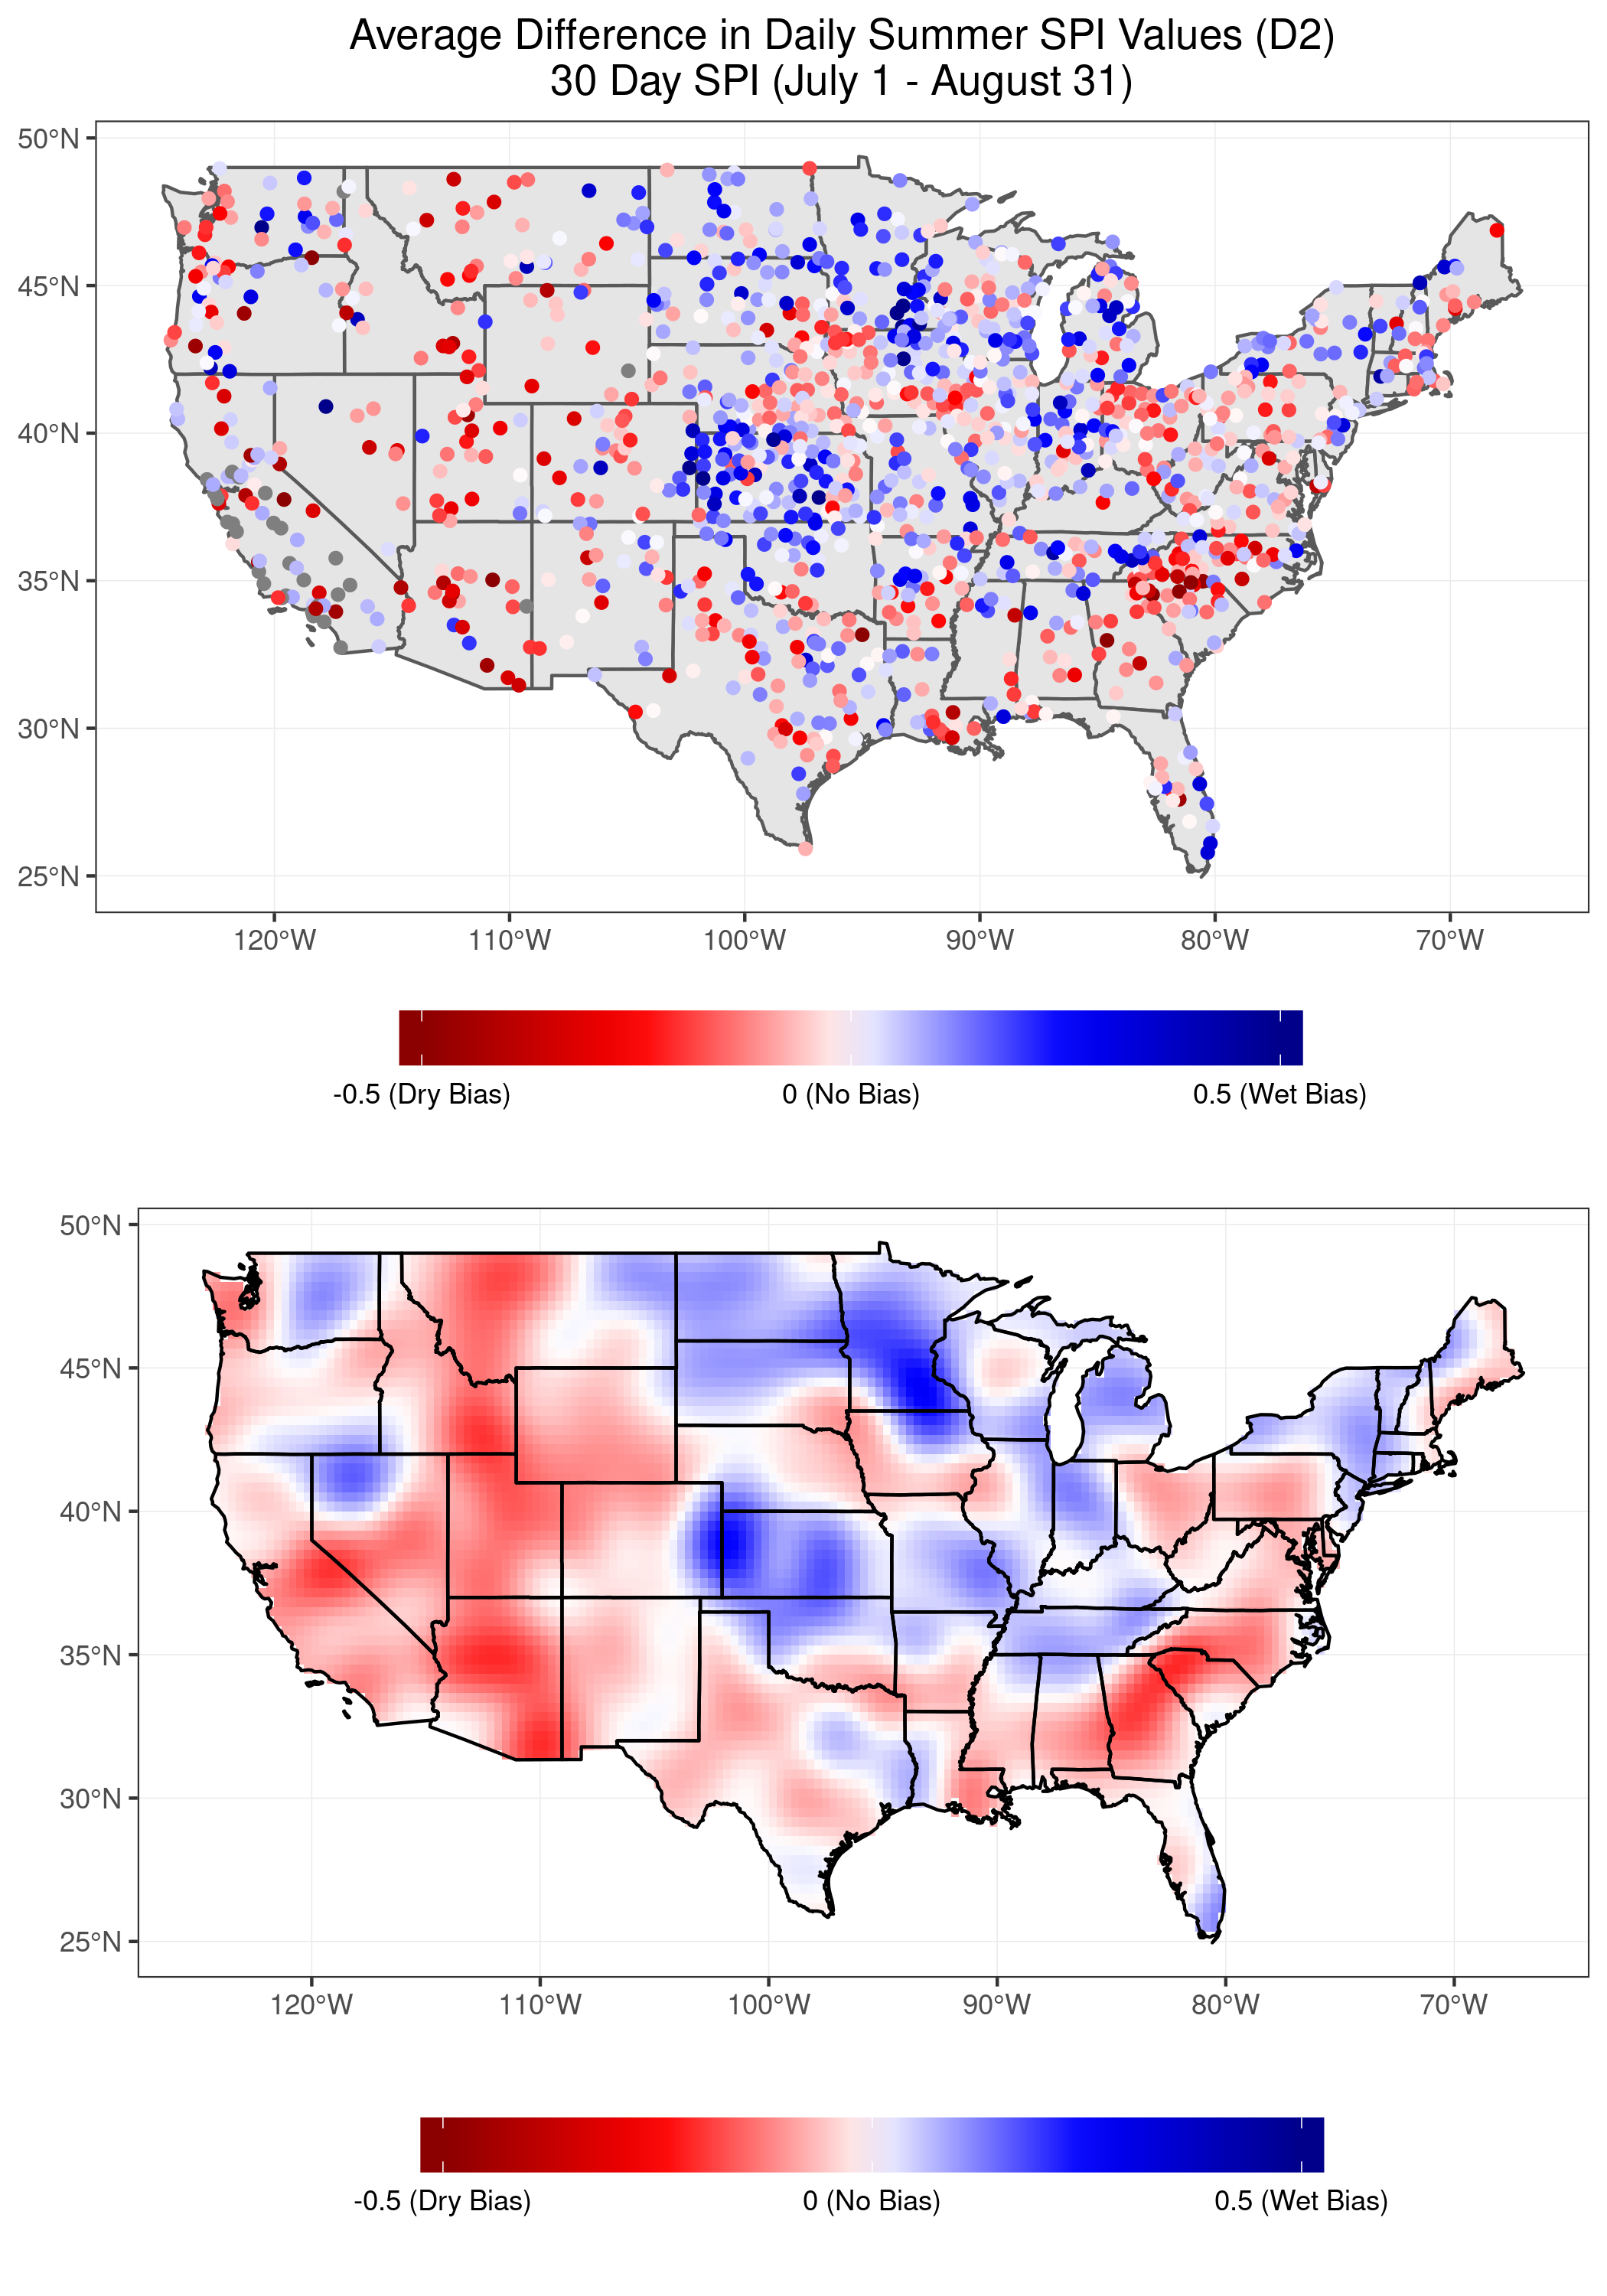 Average Difference in Daily Summer SPI Values (D2)
30 Day SPI (July 1 - August 31)
50°N
45°N
40°N
35°N
30°N
25°N
120°W 110°W 100°W 90°W 80°W 70°W
-0.5 (Dry Bias) 0 (No Bias) 0.5 (Wet Bias)
50°N
45°N
40°N
35°N
30°N
25°N
120°W 110°W 100°W 90°W 80°W 70°W
-0.5 (Dry Bias) 0 (No Bias) 0.5 (Wet Bias)